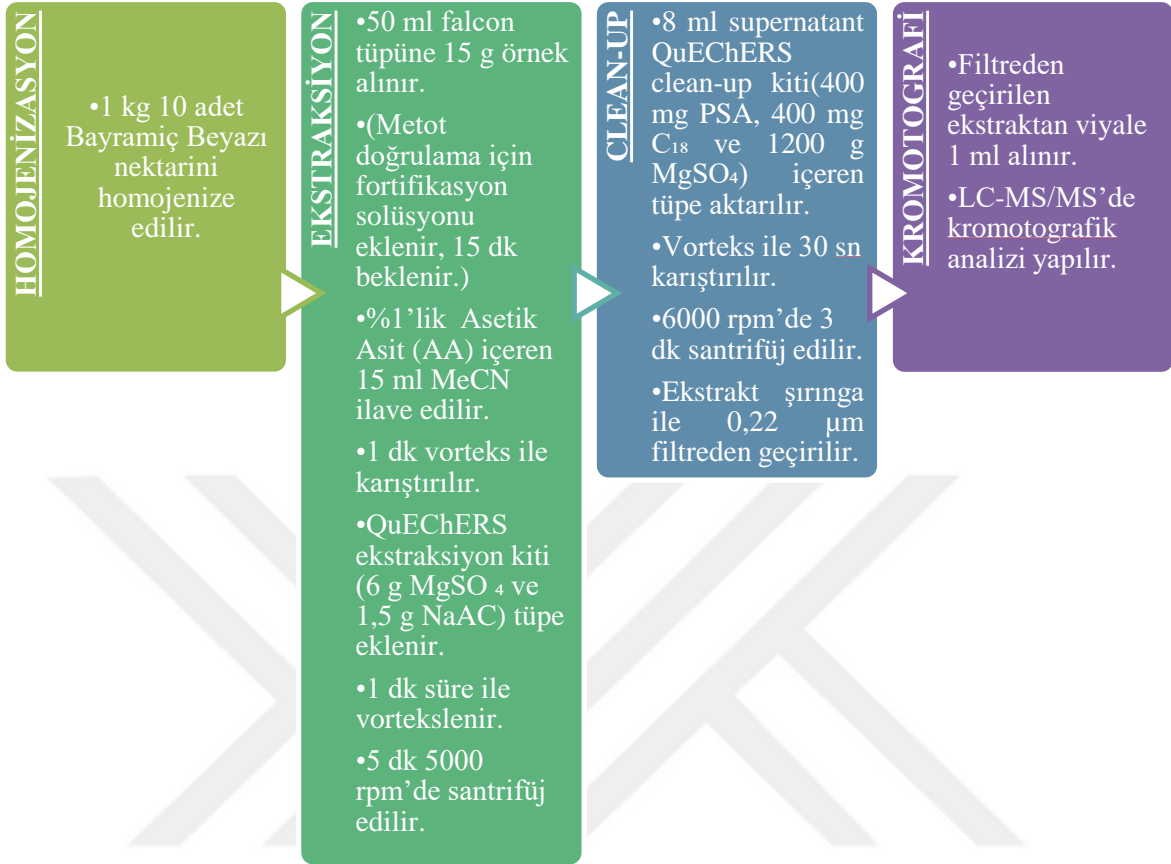 HOMOJENİZASYON
•1 kg 10 adet
Bayramiç Beyazı
nektarini
homojenize
edilir.
EKSTRAKSİYON
•50 ml falcon
tüpüne 15 g örnek
alınır.
•(Metot
doğrulama için
fortifikasyon
solüsyonu
eklenir, 15 dk
beklenir.)
•%1’lik Asetik
Asit (AA) içeren
15 ml MeCN
ilave edilir.
•1 dk vorteks ile
karıştırılır.
•QuEChERS
ekstraksiyon kiti
(6 g MgSO ₄ ve
1,5 g NaAC) tüpe
eklenir.
•1 dk süre ile
vortekslenir.
•5 dk 5000
rpm’de santrifüj
edilir.
CLEAN-UP
•8 ml supernatant
QuEChERS
clean-up kiti(400
mg PSA, 400 mg
C₁₈ ve 1200 g
MgSO₄) içeren
tüpe aktarılır.
•Vorteks ile 30 sn
karıştırılır.
•6000 rpm’de 3
dk santrifüj edilir.
•Ekstrakt şırınga
ile 0,22 µm
filtreden geçirilir.
KROMOTOGRAFİ
•Filtreden
geçirilen
ekstraktan viyale
1 ml alınır.
•LC-MS/MS’de
kromotografik
analizi yapılır.